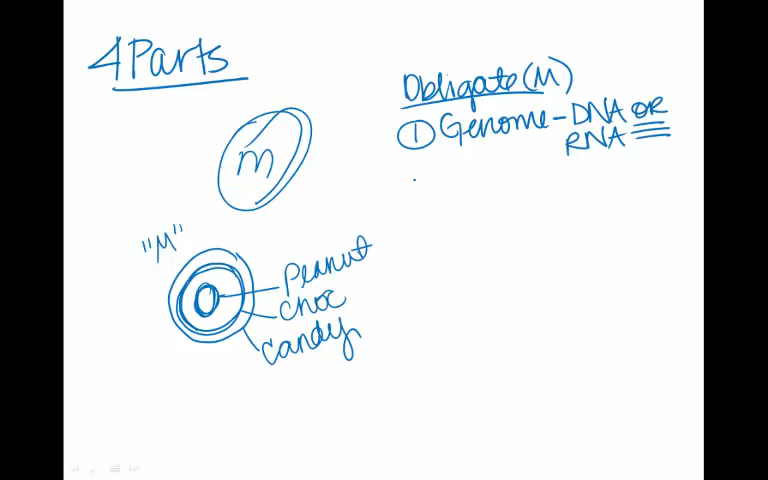 4 Parts
m
"M"
Peanut
choc
candy
Obligate (M)
① Genome - DNA OR
RNA